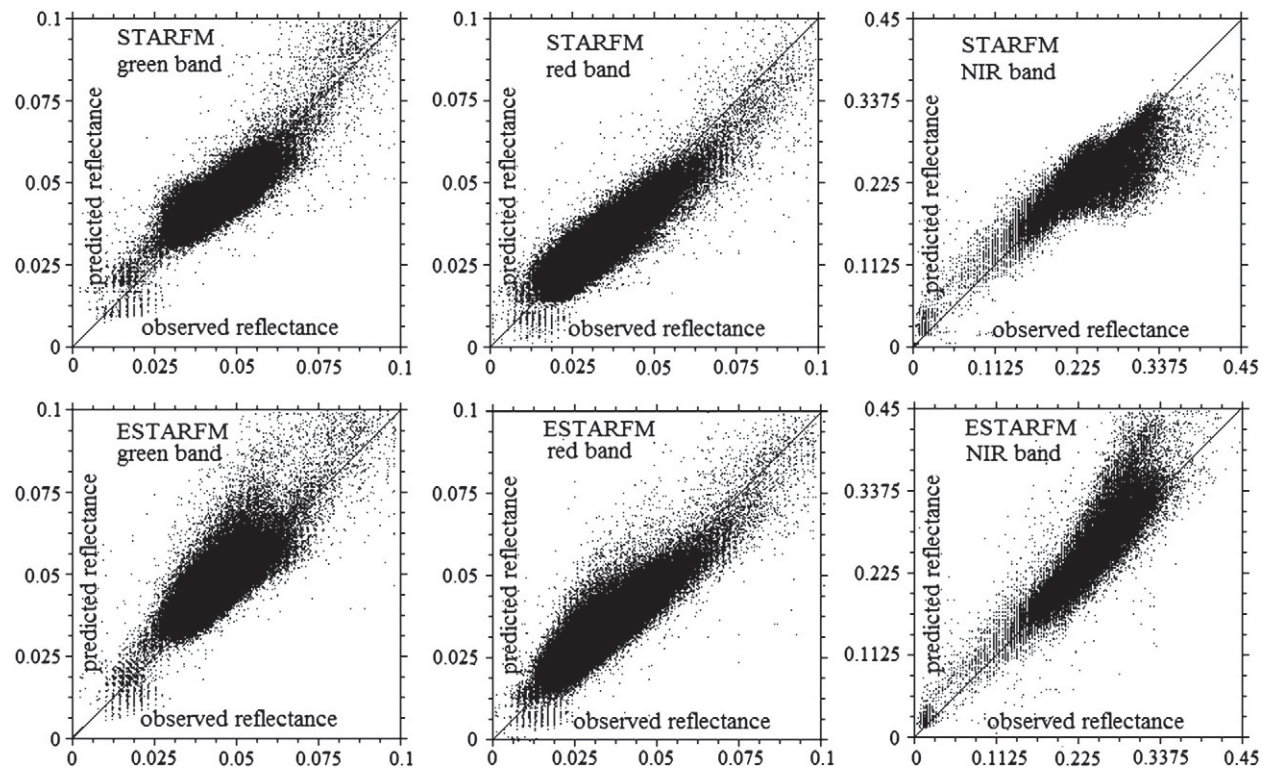 0.1
0.075
0.05
0.025
0
STARFM
green band
predicted reflectance
observed reflectance
0 0.025 0.05 0.075 0.1
0.1
0.075
0.05
0.025
0
STARFM
red band
predicted reflectance
observed reflectance
0 0.025 0.05 0.075 0.1
0.45
0.3375
0.225
0.1125
0
STARFM
NIR band
predicted reflectance
observed reflectance
0 0.1125 0.225 0.3375 0.45
0.1
0.075
0.05
0.025
0
ESTARFM
green band
predicted reflectance
observed reflectance
0 0.025 0.05 0.075 0.1
0.1
0.075
0.05
0.025
0
ESTARFM
red band
predicted reflectance
observed reflectance
0 0.025 0.05 0.075 0.1
0.45
0.3375
0.225
0.1125
0
ESTARFM
NIR band
predicted reflectance
observed reflectance
0 0.1125 0.225 0.3375 0.45